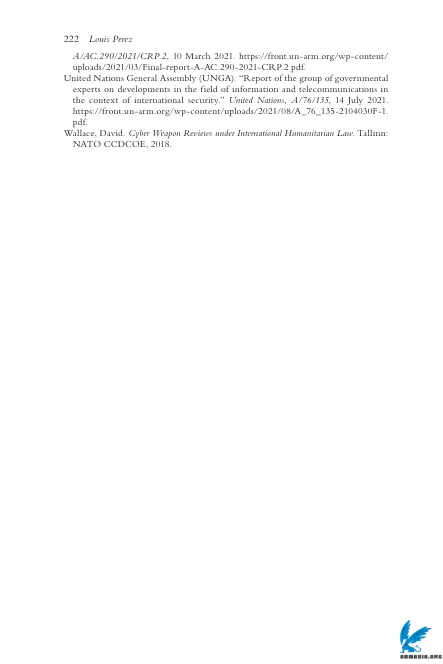 222 Louis Perez
A/AC.290/2021/CRP.2, 10 March 2021. https://front.un-arm.org/wp-content/
uploads/2021/03/Final-report-A-AC.290-2021-CRP.2.pdf.
United Nations General Assembly (UNGA). “Report of the group of governmental
experts on developments in the field of information and telecommunications in
the context of international security.” United Nations, A/76/135, 14 July 2021.
https://front.un-arm.org/wp-content/uploads/2021/08/A_76_135-2104030F-1.
pdf.
Wallace, David. Cyber Weapon Reviews under International Humanitarian Law. Tallinn:
NATO CCDCOE, 2018.